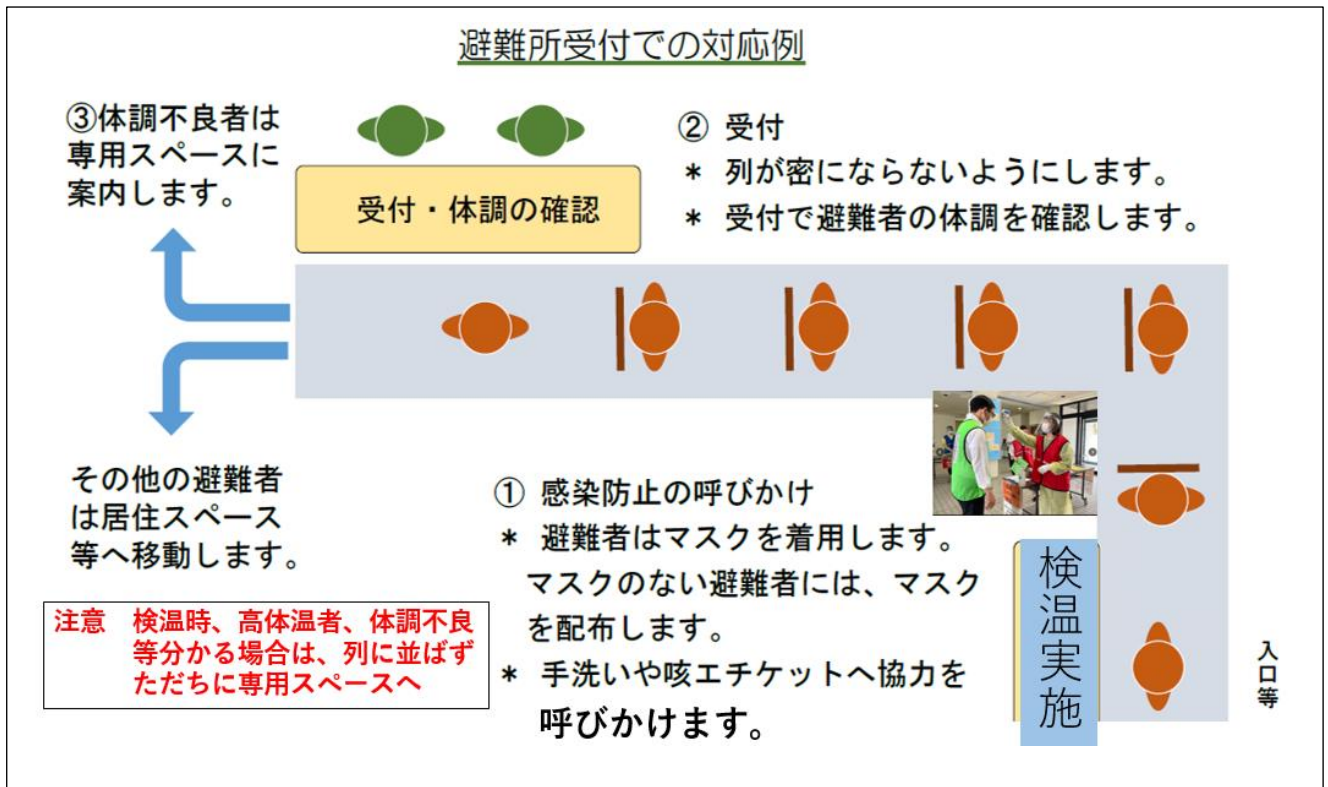 避難所受付での対応例
③体調不良者は
専用スペースに
案内します。
受付・体調の確認
② 受付
* 列が密にならないようにします。
* 受付で避難者の体調を確認します。
その他の避難者
は居住スペース
等へ移動します。
注意 検温時、高体温者、体調不良
等分かる場合は、列に並ばず
ただちに専用スペースへ
① 感染防止の呼びかけ
* 避難者はマスクを着用します。
マスクのない避難者には、マスク
を配布します。
* 手洗いや咳エチケットへ協力を
呼びかけます。
検温実施
入口等